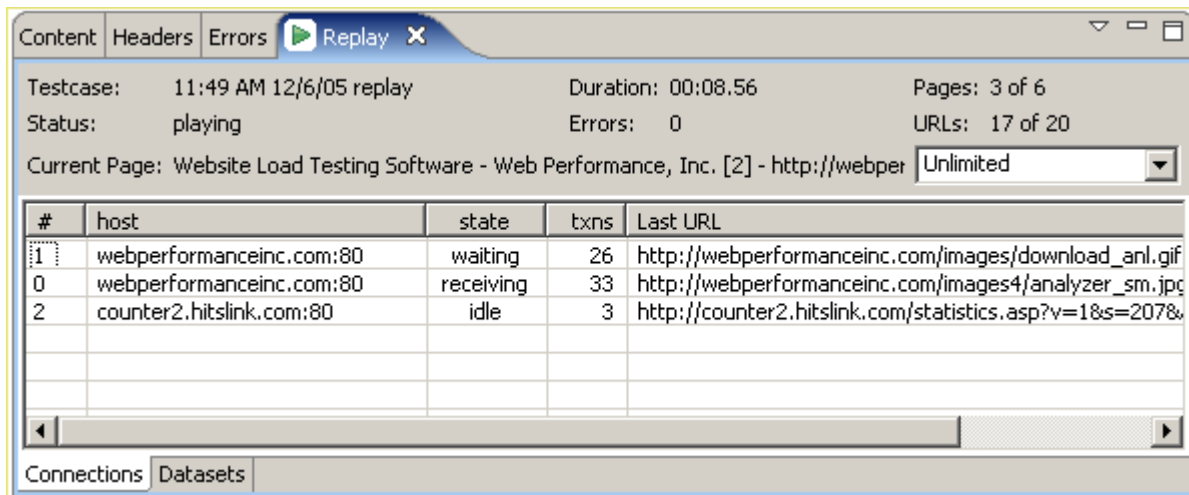 Content Headers Errors Replay
Testcase: 11:49 AM 12/6/05 replay Duration: 00:08.56 Pages: 3 of 6
Status: playing Errors: 0 URLs: 17 of 20
Current Page: Website Load Testing Software - Web Performance, Inc. [2] - http://webper Unlimited
# host state txns Last URL
1 webperformanceinc.com:80 waiting 26 http://webperformanceinc.com/images/download_anl.gif
0 webperformanceinc.com:80 receiving 33 http://webperformanceinc.com/images4/analyzer_sm.jpg
2 counter2.hitslink.com:80 idle 3 http://counter2.hitslink.com/statistics.asp?v=1&s=207&
Connections Datasets